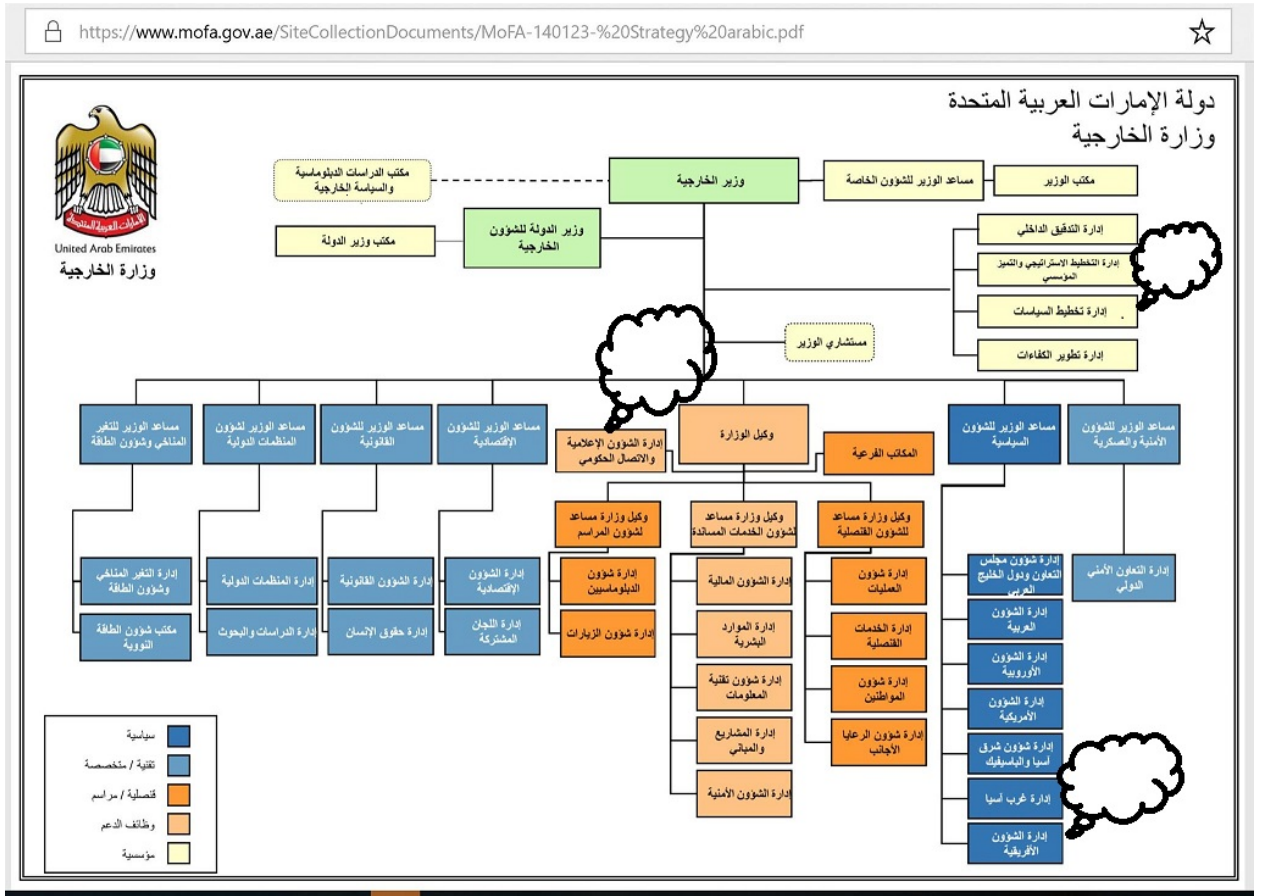 https://www.mofa.gov.ae/SiteCollectionDocuments/MoFA-140123-%20Strategy%20arabic.pdf
دولة الإمارات العربية المتحدة
وزارة الخارجية
United Arab Emirates
وزارة الخارجية
مكتب الوزير
مساعد الوزير للشؤون الخاصة
وزير الخارجية
مكتب الدراسات الدبلوماسية
والسياسة الخارجية
وزير الدولة للشؤون
الخارجية
مكتب وزير الدولة
إدارة التدقيق الداخلي
إدارة التخطيط الاستراتيجي والتميز
المؤسسي
إدارة تخطيط السياسات
إدارة تطوير الكفاءات
مستشاري الوزير
مساعد الوزير للشؤون
الأمنية والعسكرية
مساعد الوزير للشؤون
السياسية
وكيل الوزارة
المكاتب الفرعية
إدارة الشؤون الإعلامية
والاتصال الحكومي
مساعد الوزير للشؤون
الإقتصادية
مساعد الوزير للشؤون
القانونية
مساعد الوزير لشؤون
المنظمات الدولية
مساعد الوزير للتغير
المناخي وشؤون الطاقة
وكيل وزارة مساعد
للشؤون القنصلية
وكيل وزارة مساعد
لشؤون الخدمات المساندة
وكيل وزارة مساعد
لشؤون المراسم
إدارة التعاون الأمني
الدولي
إدارة شؤون مجلس
التعاون ودول الخليج
العربي
إدارة الشؤون
العربية
إدارة الشؤون
الأوروبية
إدارة الشؤون
الأمريكية
إدارة شؤون شرق
آسيا والباسيفيك
إدارة غرب آسيا
إدارة الشؤون
الأفريقية
إدارة شؤون
العمليات
إدارة الخدمات
القنصلية
إدارة شؤون
المواطنين
إدارة شؤون الرعايا
الأجانب
إدارة الشؤون المالية
إدارة الموارد
البشرية
إدارة شؤون تقنية
المعلومات
إدارة المشاريع
والمباني
إدارة الشؤون الأمنية
إدارة شؤون
الدبلوماسيين
إدارة شؤون الزيارات
إدارة الشؤون
الإقتصادية
إدارة اللجان
المشتركة
إدارة الشؤون القانونية
إدارة حقوق الإنسان
إدارة المنظمات الدولية
إدارة الدراسات والبحوث
إدارة التغير المناخي
وشؤون الطاقة
مكتب شؤون الطاقة
النووية
سياسية
تقنية / متخصصة
قنصلية / مراسم
وظائف الدعم
مؤسسية